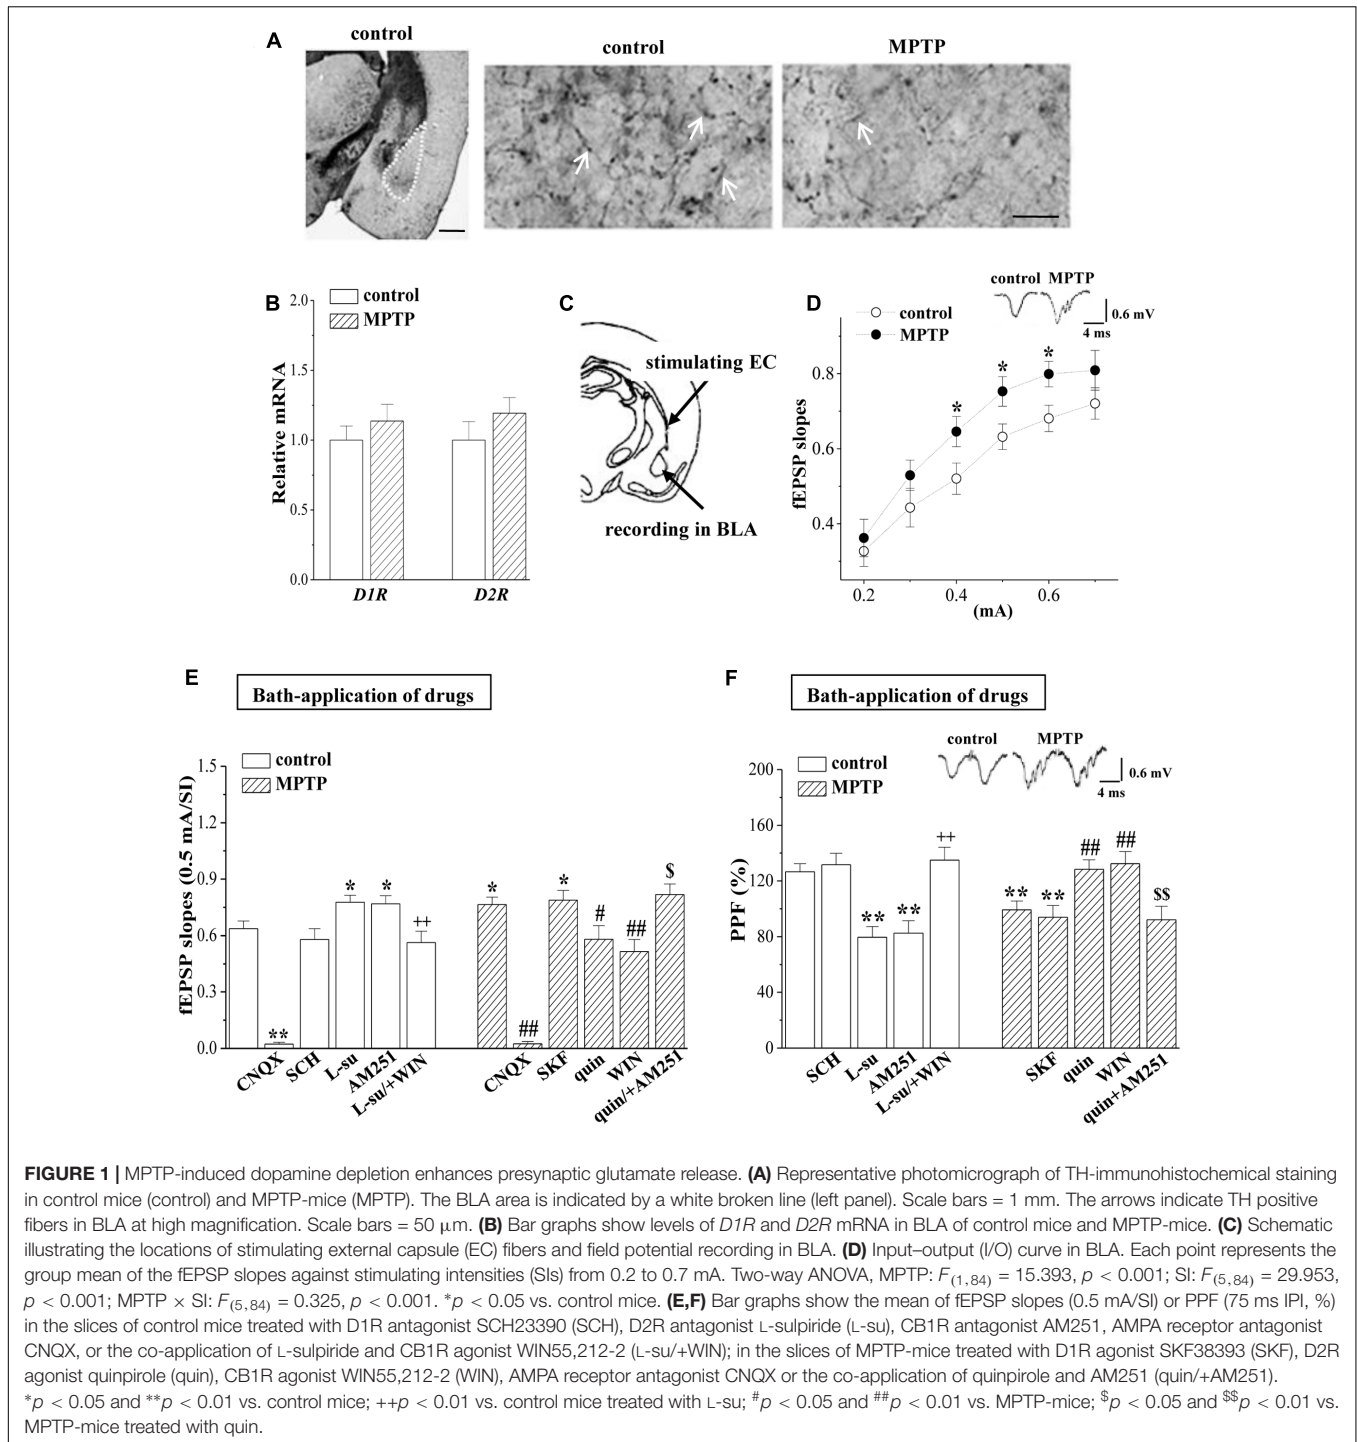 A
control
control
MPTP
B
control
MPTP
Relative mRNA
2.0
1.5
1.0
0.5
0.0
D1R
D2R
C
stimulating EC
recording in BLA
D
control MPTP
0.6 mV
4 ms
control
MPTP
fEPSP slopes
0.8
0.6
0.4
*
*
*
0.2
0.4
0.6
(mA)
E
Bath-application of drugs
control
MPTP
fEPSP slopes (0.5 mA/SI)
1.5
1.2
0.9
0.6
0.3
0.0
**
*
*
++
*
##
*
#
##
$
CNQX
SCH
L-su
AM251
L-su/+WIN
CNQX
SKF
quin
WIN
quin/+AM251
F
Bath-application of drugs
control
MPTP
control
MPTP
0.6 mV
4 ms
PPF (%)
200
160
120
80
40
0
**
**
++
**
**
##
##
$$
SCH
L-su
AM251
L-su/+WIN
SKF
quin
WIN
quin+AM251
FIGURE 1 | MPTP-induced dopamine depletion enhances presynaptic glutamate release. (A) Representative photomicrograph of TH-immunohistochemical staining
in control mice (control) and MPTP-mice (MPTP). The BLA area is indicated by a white broken line (left panel). Scale bars = 1 mm. The arrows indicate TH positive
fibers in BLA at high magnification. Scale bars = 50 μm. (B) Bar graphs show levels of D1R and D2R mRNA in BLA of control mice and MPTP-mice. (C) Schematic
illustrating the locations of stimulating external capsule (EC) fibers and field potential recording in BLA. (D) Input–output (I/O) curve in BLA. Each point represents the
group mean of the fEPSP slopes against stimulating intensities (SIs) from 0.2 to 0.7 mA. Two-way ANOVA, MPTP: F(1,84) = 15.393, p < 0.001; SI: F(5,84) = 29.953,
p < 0.001; MPTP × SI: F(5,84) = 0.325, p < 0.001. *p < 0.05 vs. control mice. (E,F) Bar graphs show the mean of fEPSP slopes (0.5 mA/SI) or PPF (75 ms IPI, %)
in the slices of control mice treated with D1R antagonist SCH23390 (SCH), D2R antagonist L-sulpiride (L-su), CB1R antagonist AM251, AMPA receptor antagonist
CNQX, or the co-application of L-sulpiride and CB1R agonist WIN55,212-2 (L-su/+WIN); in the slices of MPTP-mice treated with D1R agonist SKF38393 (SKF), D2R
agonist quinpirole (quin), CB1R agonist WIN55,212-2 (WIN), AMPA receptor antagonist CNQX or the co-application of quinpirole and AM251 (quin/+AM251).
*p < 0.05 and **p < 0.01 vs. control mice; ++p < 0.01 vs. control mice treated with L-su; #p < 0.05 and ##p < 0.01 vs. MPTP-mice; $p < 0.05 and $$p < 0.01 vs.
MPTP-mice treated with quin.